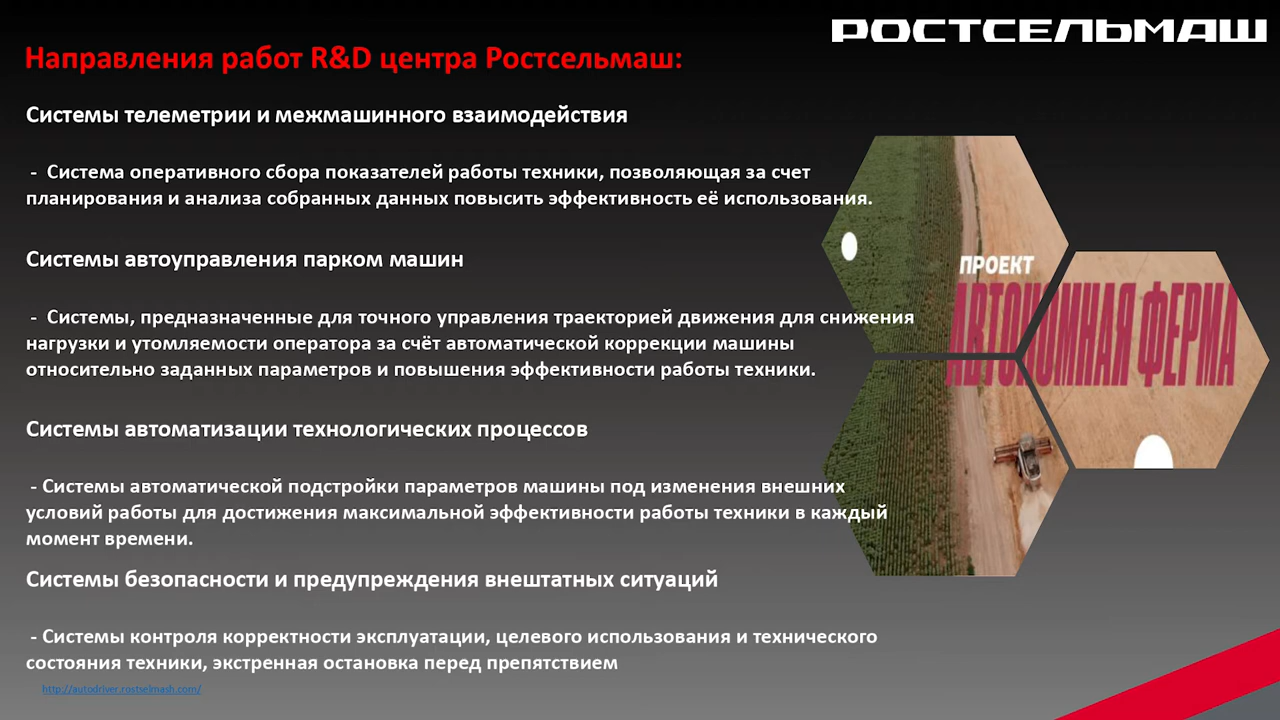 РОСТСЕЛЬМАШ
Направления работ R&D центра Ростсельмаш:
Системы телеметрии и межмашинного взаимодействия
- Система оперативного сбора показателей работы техники, позволяющая за счет
планирования и анализа собранных данных повысить эффективность её использования.
Системы автоуправления парком машин
- Системы, предназначенные для точного управления траекторией движения для снижения
нагрузки и утомляемости оператора за счёт автоматической коррекции машины
относительно заданных параметров и повышения эффективности работы техники.
Системы автоматизации технологических процессов
- Системы автоматической подстройки параметров машины под изменения внешних
условий работы для достижения максимальной эффективности работы техники в каждый
момент времени.
Системы безопасности и предупреждения внештатных ситуаций
- Системы контроля корректности эксплуатации, целевого использования и технического
состояния техники, экстренная остановка перед препятствием
http://autodriver.rostselmash.com/
ПРОЕКТ
АВТОНОМНАЯ ФЕРМА